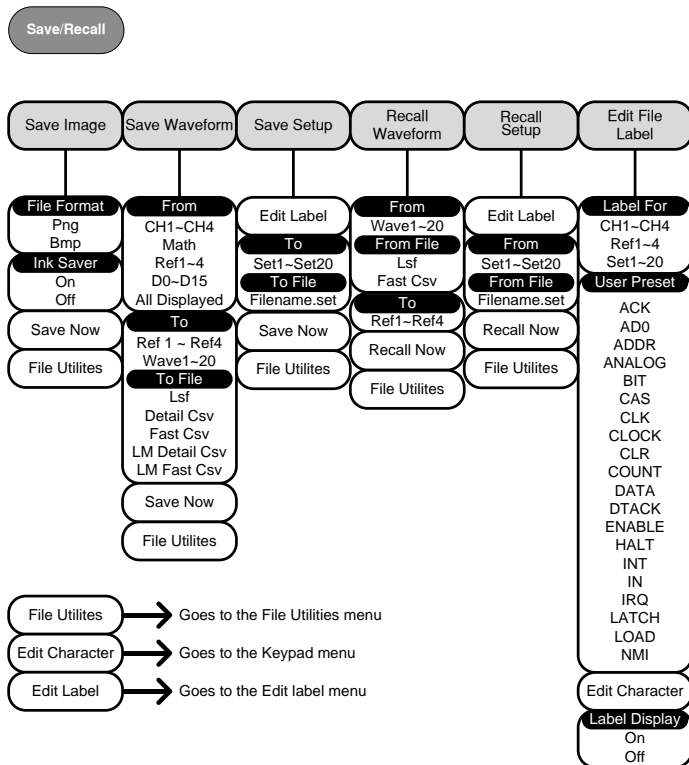 Save/Recall
Save Image
File Format
Png
Bmp
Ink Saver
On
Off
Save Now
File Utilites
Save Waveform
From
CH1~CH4
Math
Ref1~4
D0~D15
All Displayed
To
Ref 1 ~ Ref4
Wave1~20
To File
Lsf
Detail Csv
Fast Csv
LM Detail Csv
LM Fast Csv
Save Now
File Utilites
Save Setup
Edit Label
To
Set1~Set20
To File
Filename.set
Save Now
File Utilites
Recall
Waveform
From
Wave1~20
From File
Lsf
Fast Csv
To
Ref1~Ref4
Recall Now
File Utilites
Recall
Setup
Edit Label
From
Set1~Set20
From File
Filename.set
Recall Now
File Utilites
Edit File
Label
Label For
CH1~CH4
Ref1~4
Set1~20
User Preset
ACK
AD0
ADDR
ANALOG
BIT
CAS
CLK
CLOCK
CLR
COUNT
DATA
DTACK
ENABLE
HALT
INT
IN
IRQ
LATCH
LOAD
NMI
Edit Character
Label Display
On
Off
File Utilites Goes to the File Utilities menu
Edit Character Goes to the Keypad menu
Edit Label Goes to the Edit label menu